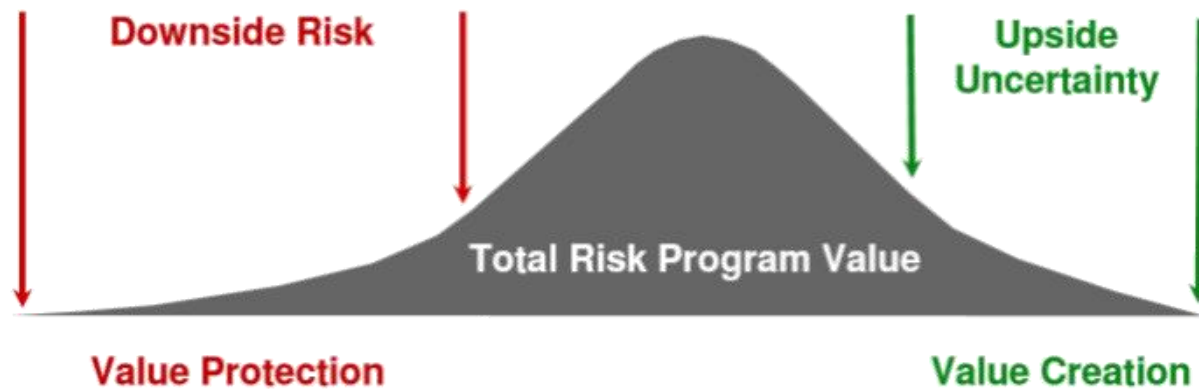 Downside Risk
Upside
Uncertainty
Total Risk Program Value
Value Protection
Value Creation